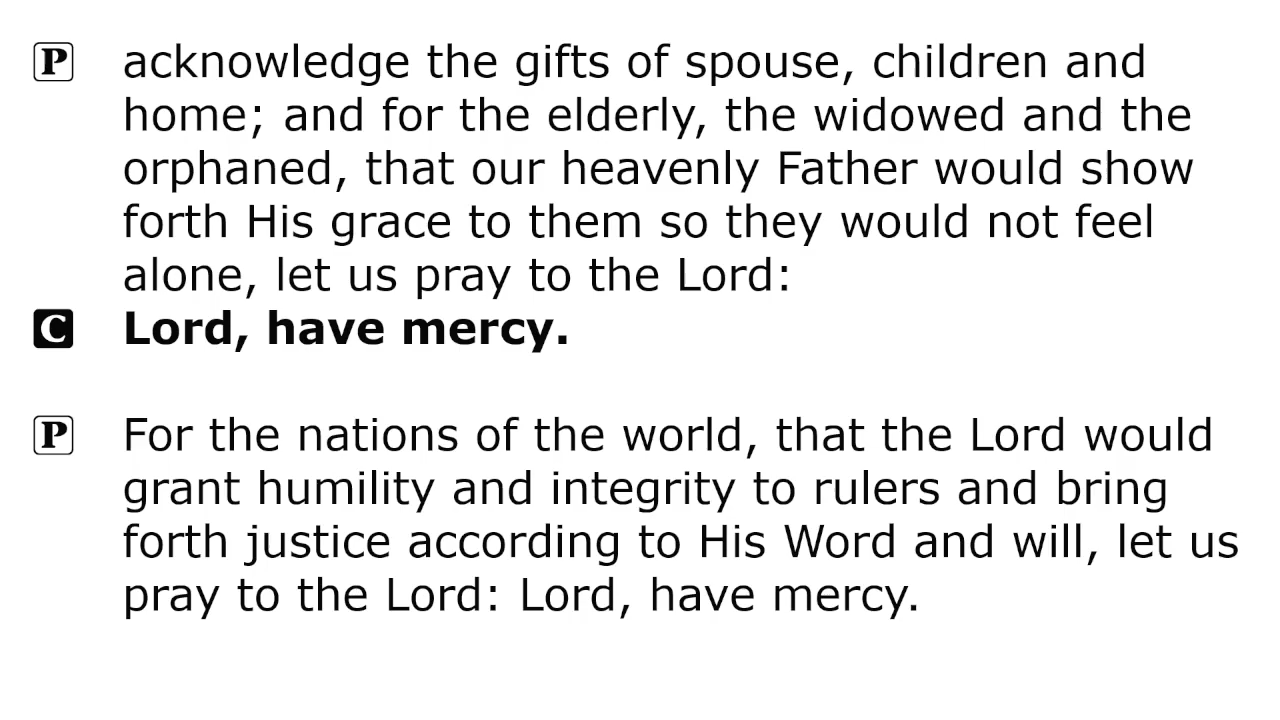 P acknowledge the gifts of spouse, children and
home; and for the elderly, the widowed and the
orphaned, that our heavenly Father would show
forth His grace to them so they would not feel
alone, let us pray to the Lord:
C Lord, have mercy.
P For the nations of the world, that the Lord would
grant humility and integrity to rulers and bring
forth justice according to His Word and will, let us
pray to the Lord: Lord, have mercy.